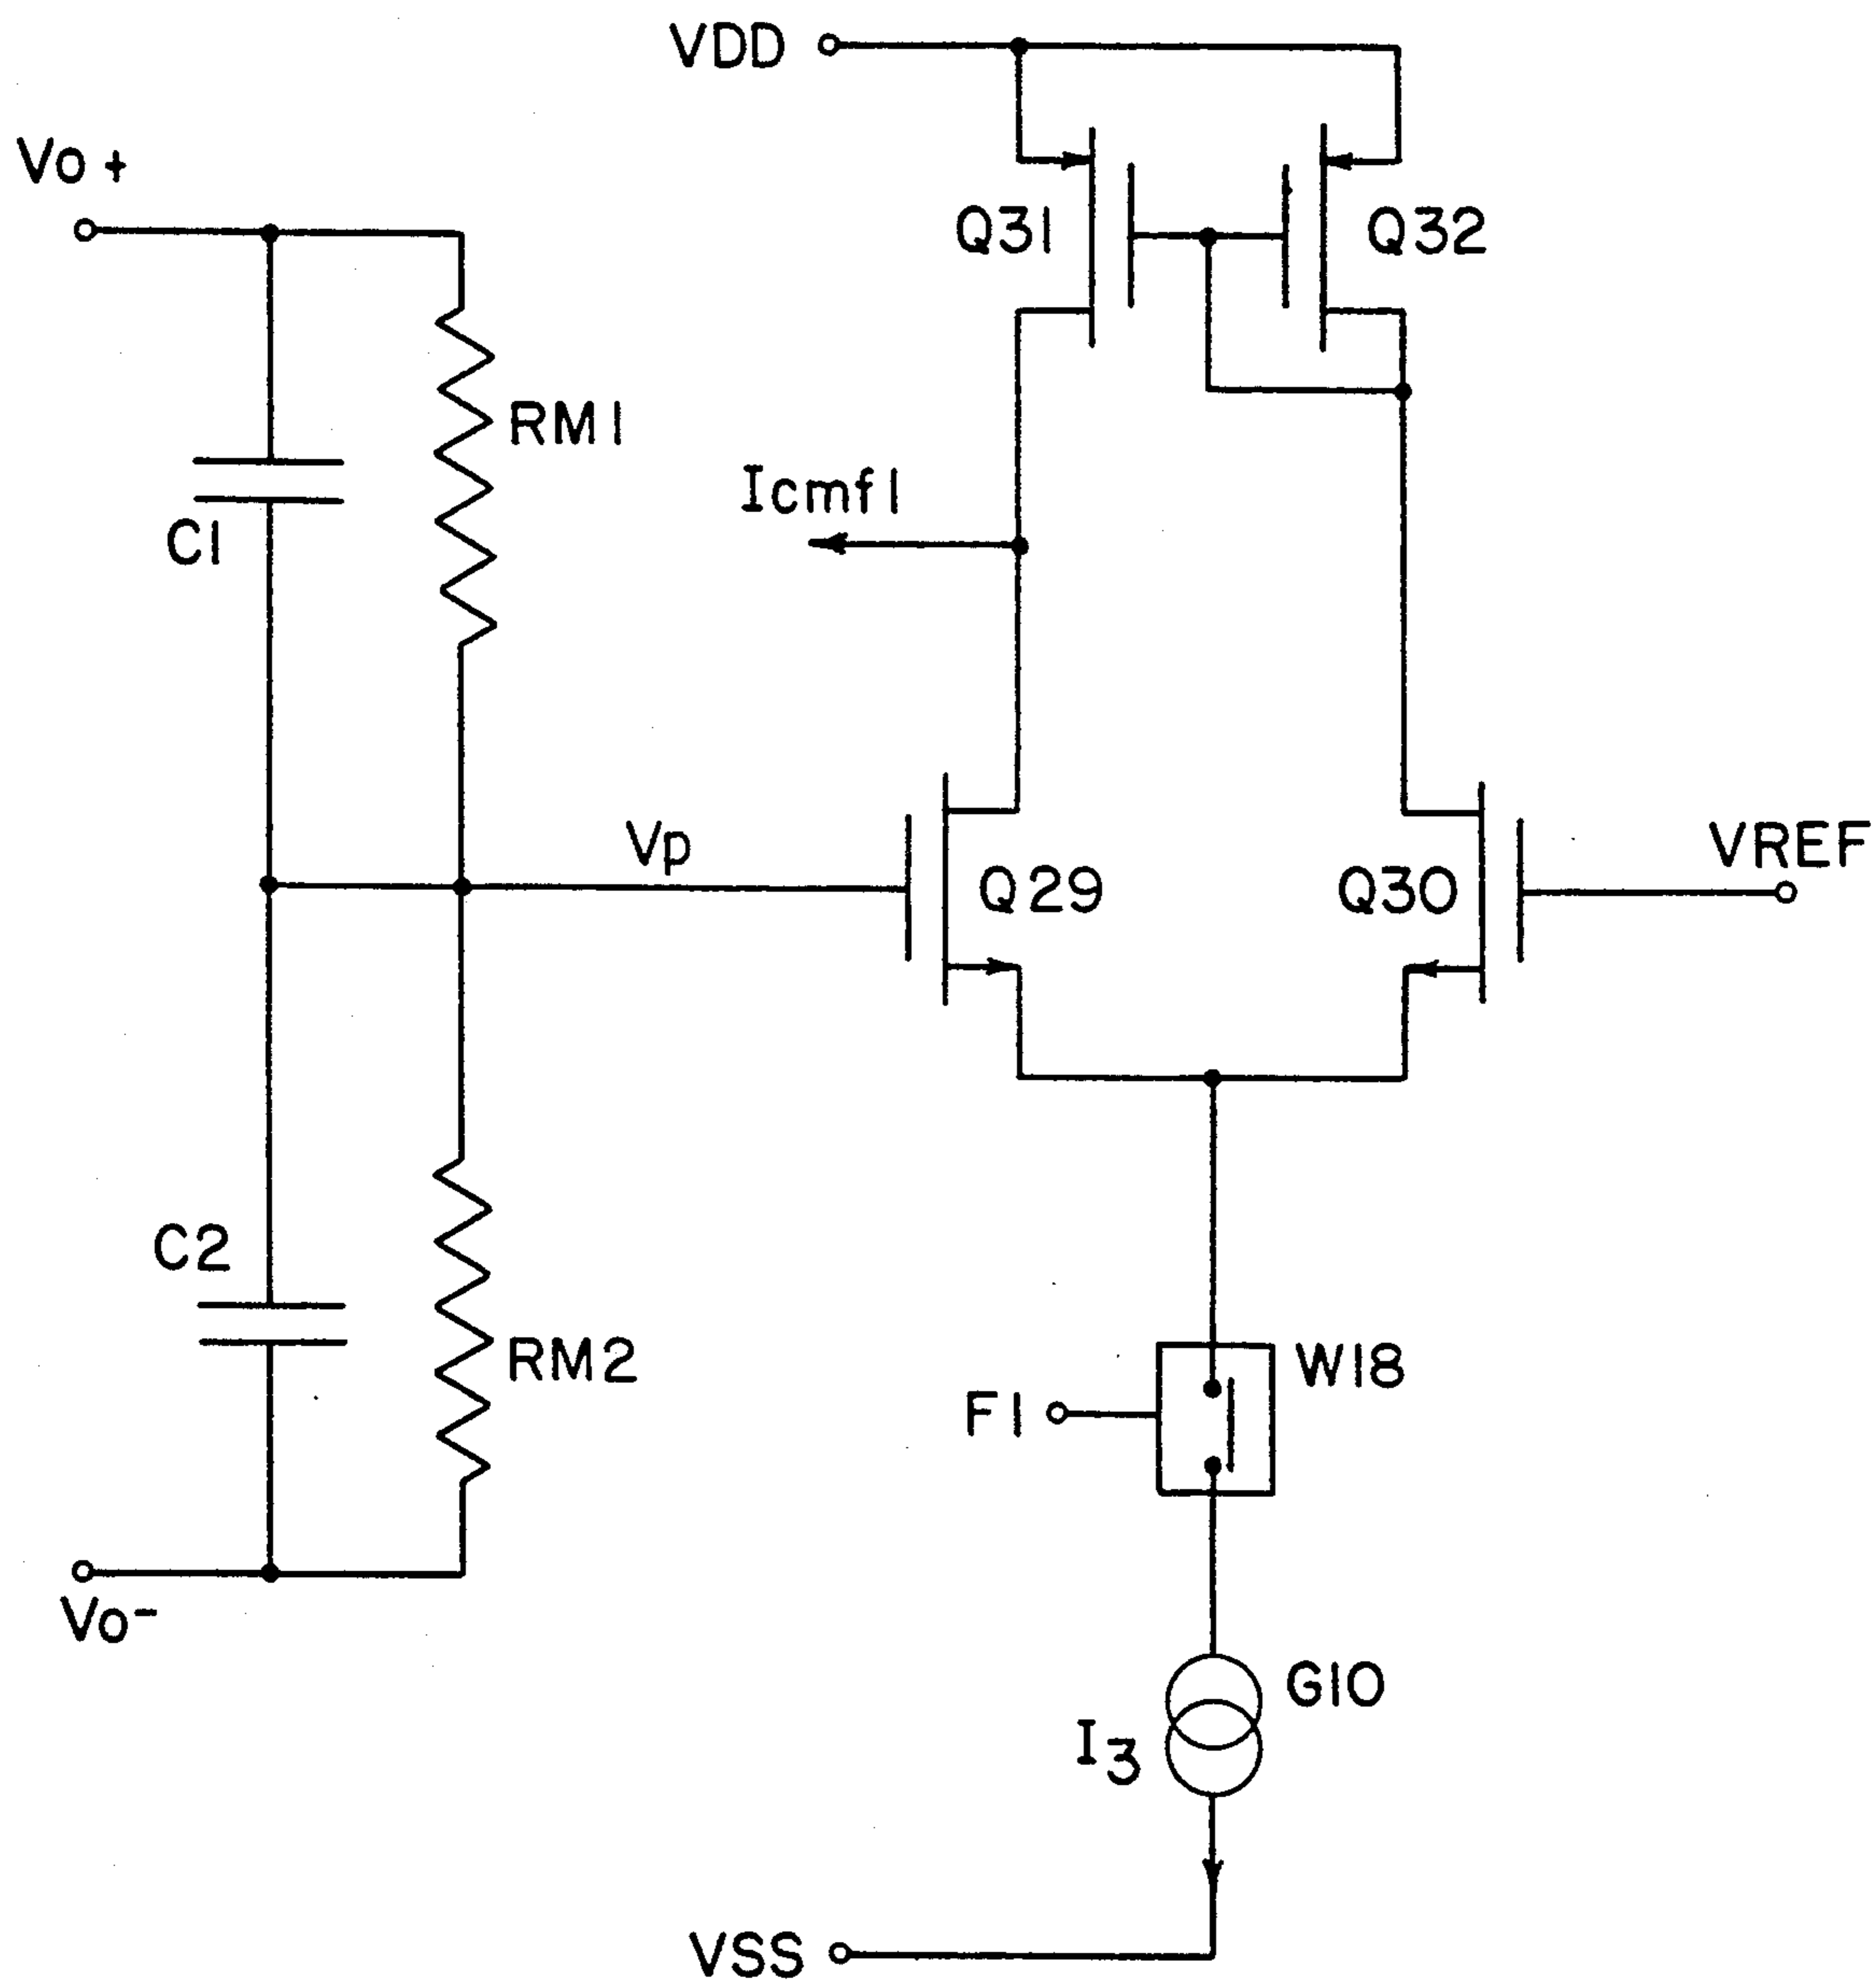 VDD
Vo+
Q31
Q32
RM1
Icmf1
C1
Vp
Q29
Q30
VREF
C2
RM2
W18
F1
G10
I3
Vo-
VSS